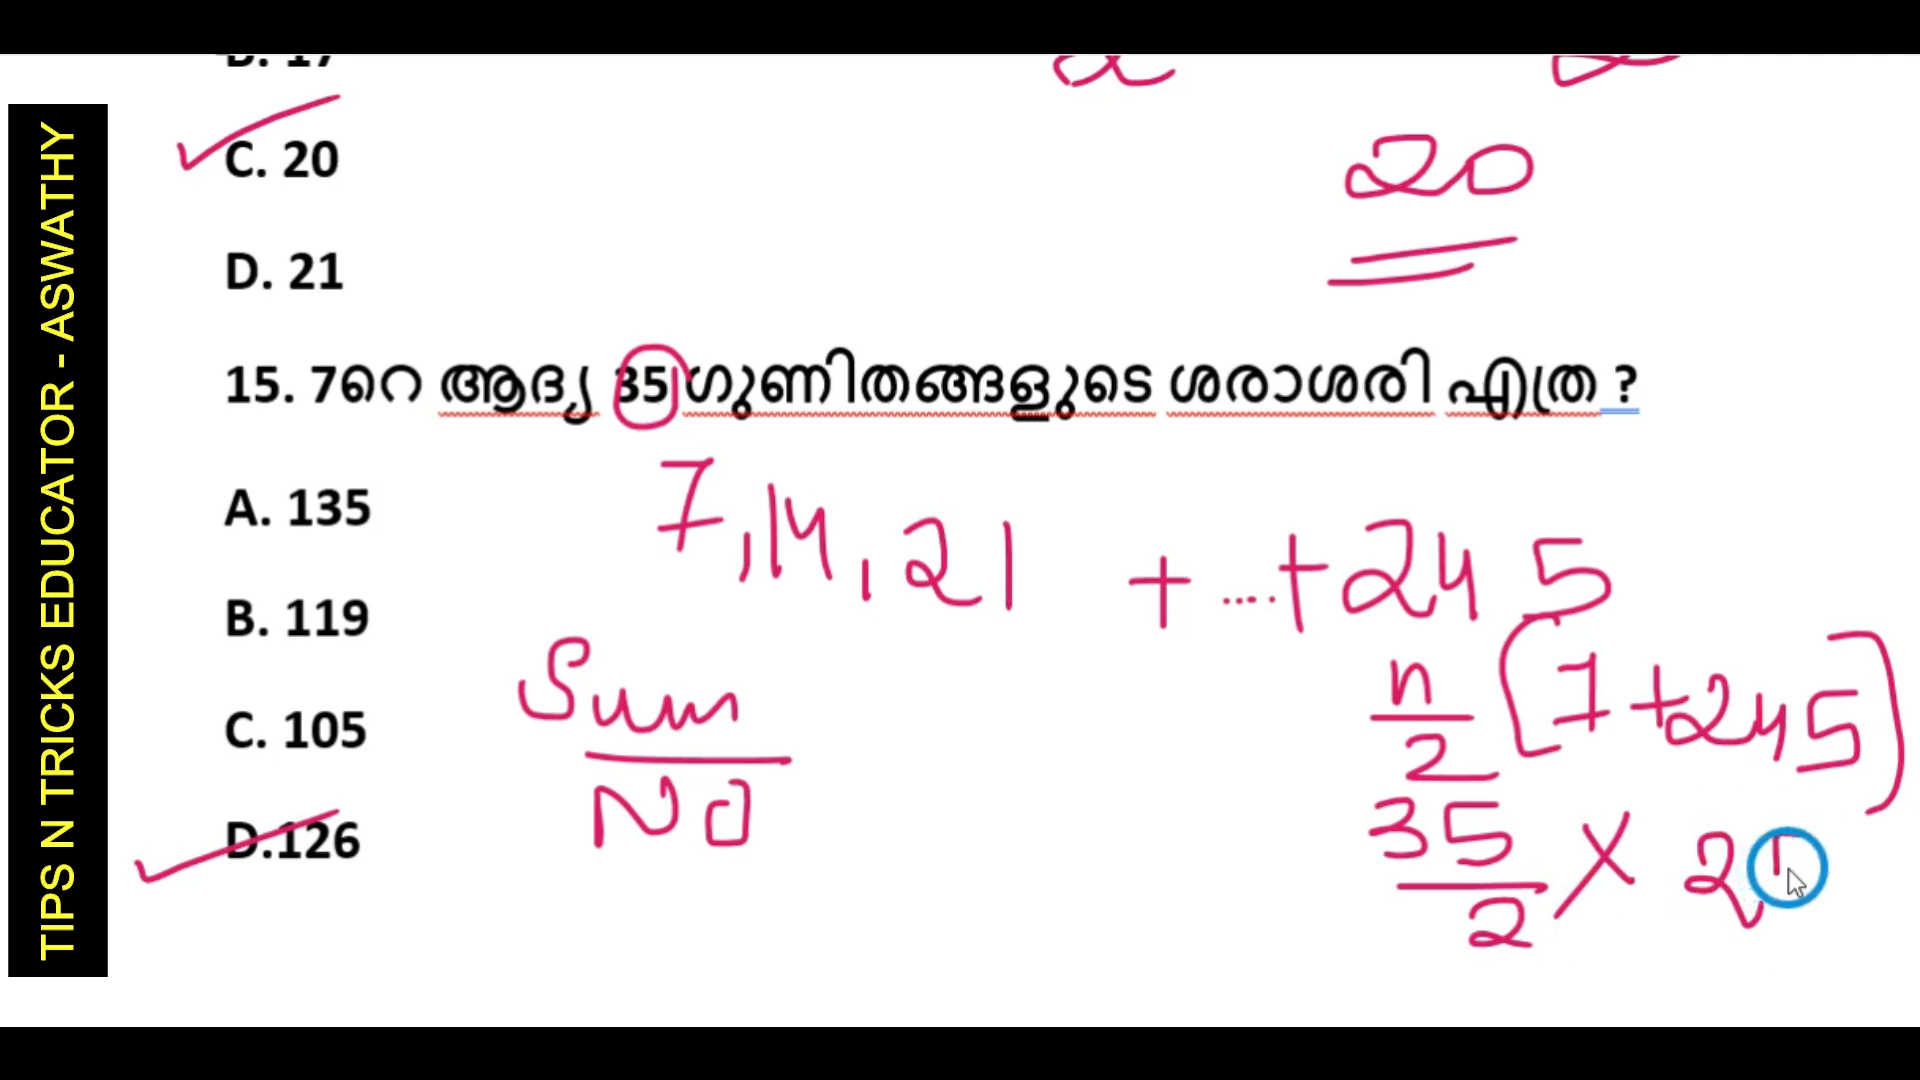 TIPS N TRICKS EDUCATOR - ASWATHY
B. 17
C. 20
20
D. 21
15. 7റെ ആദ്യ 35 ഗുണിതങ്ങളുടെ ശരാശരി എത്ര ?
7, 14, 21 + .... + 245
A. 135
B. 119
n/2 [7+245]
Sum/No
C. 105
D.126
35/2 X 2